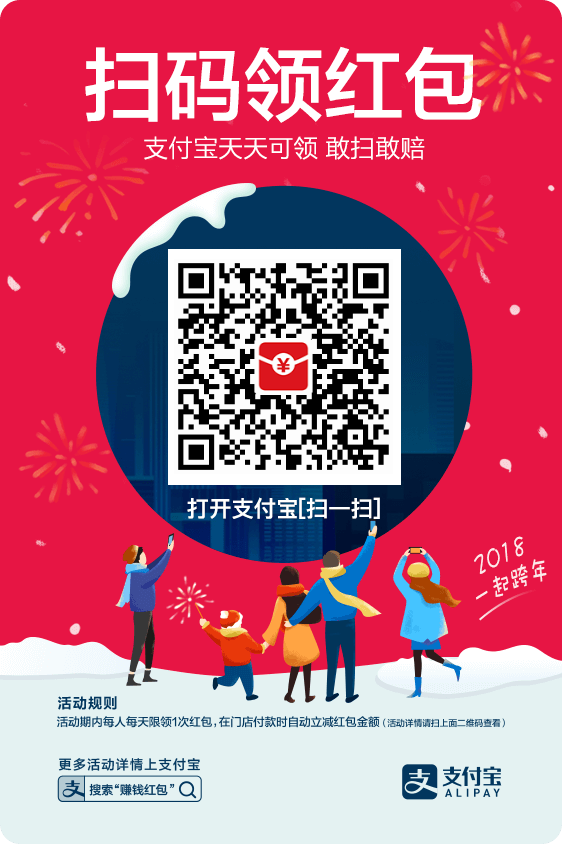 扫码领红包
支付宝天天可领 敢扫敢赔
¥
打开支付宝[扫一扫]
2018
一起跨年
活动规则
活动期内每人每天限领1次红包，在门店付款时自动立减红包金额（活动详情请扫上面二维码查看）
更多活动详情上支付宝
支 搜索“赚钱红包”
支 支付宝
ALIPAY